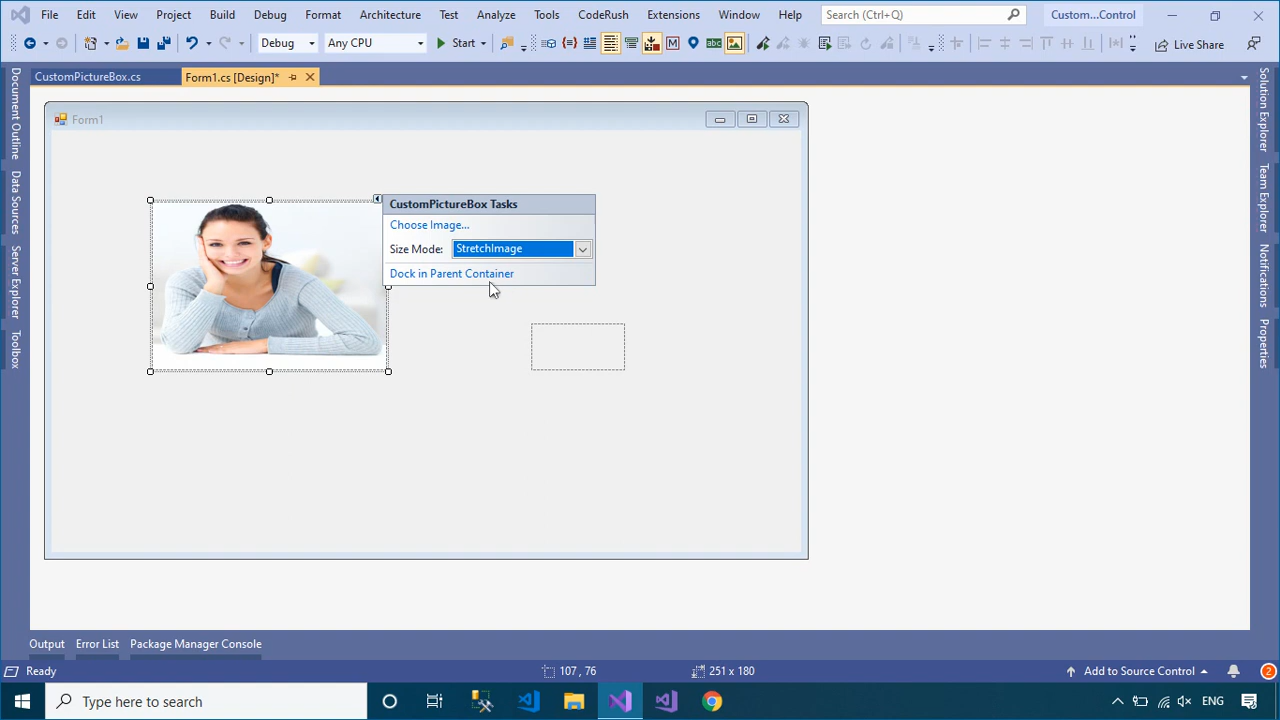 File Edit View Project Build Debug Format Architecture Test Analyze Tools CodeRush Extensions Window Help Search (Ctrl+Q) Custom...Control
Debug Any CPU Start Live Share
CustomPictureBox.cs Form1.cs [Design]*
Document Outline
Data Sources
Server Explorer
Toolbox
Form1
CustomPictureBox Tasks
Choose Image...
Size Mode: StretchImage
Dock in Parent Container
Solution Explorer
Team Explorer
Properties
Output Error List Package Manager Console
Ready 107 , 76 251 x 180 Add to Source Control 2
Type here to search ENG